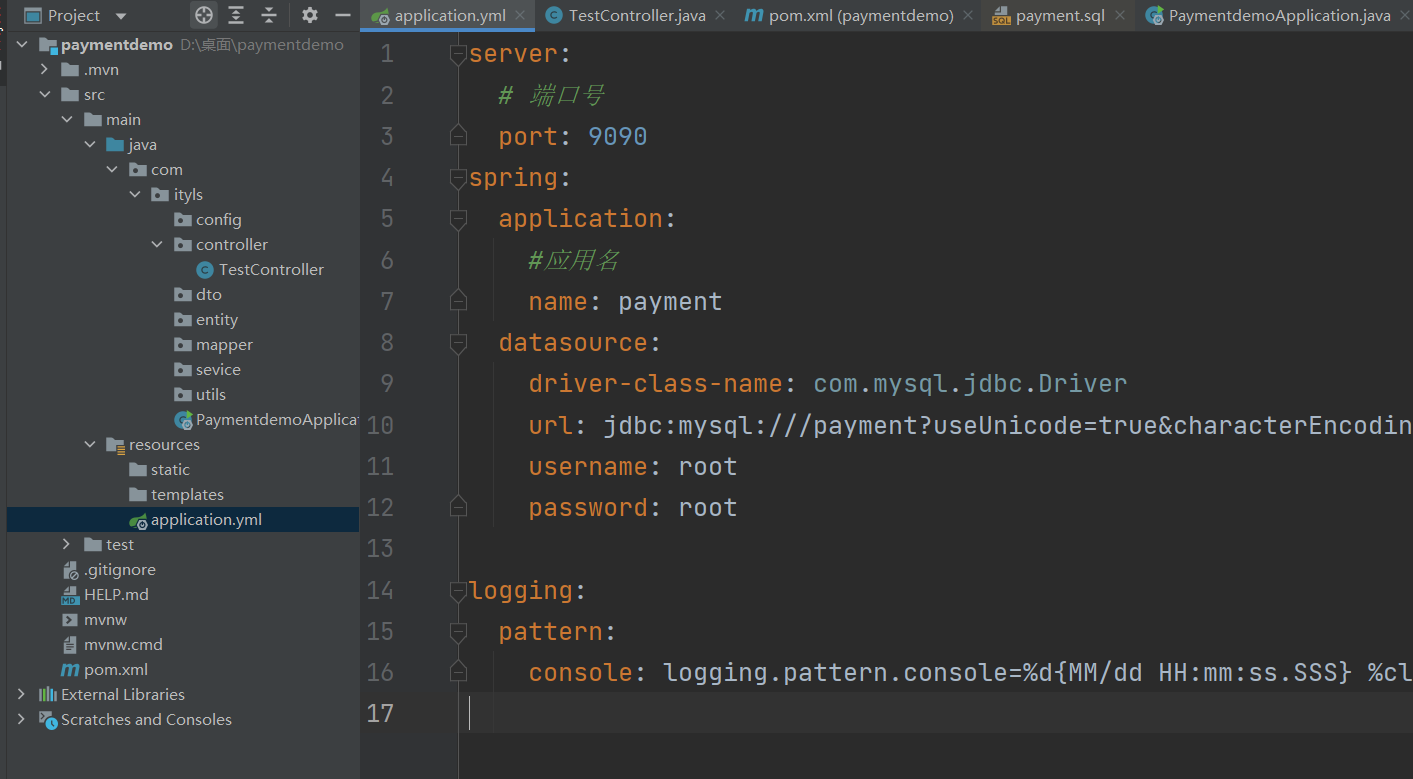 Project
paymentdemo D:\桌面\paymentdemo
.mvn
src
main
java
com
ityls
config
controller
TestController
dto
entity
mapper
sevice
utils
PaymentdemoApplica
resources
static
templates
application.yml
test
.gitignore
HELP.md
mvnw
mvnw.cmd
pom.xml
External Libraries
Scratches and Consoles
application.yml TestController.java pom.xml (paymentdemo) payment.sql PaymentdemoApplication.java
1 server:
2 # 端口号
3 port: 9090
4 spring:
5 application:
6 #应用名
7 name: payment
8 datasource:
9 driver-class-name: com.mysql.jdbc.Driver
10 url: jdbc:mysql:///payment?useUnicode=true&characterEncodin
11 username: root
12 password: root
13
14 logging:
15 pattern:
16 console: logging.pattern.console=%d{MM/dd HH:mm:ss.SSS} %cl
17